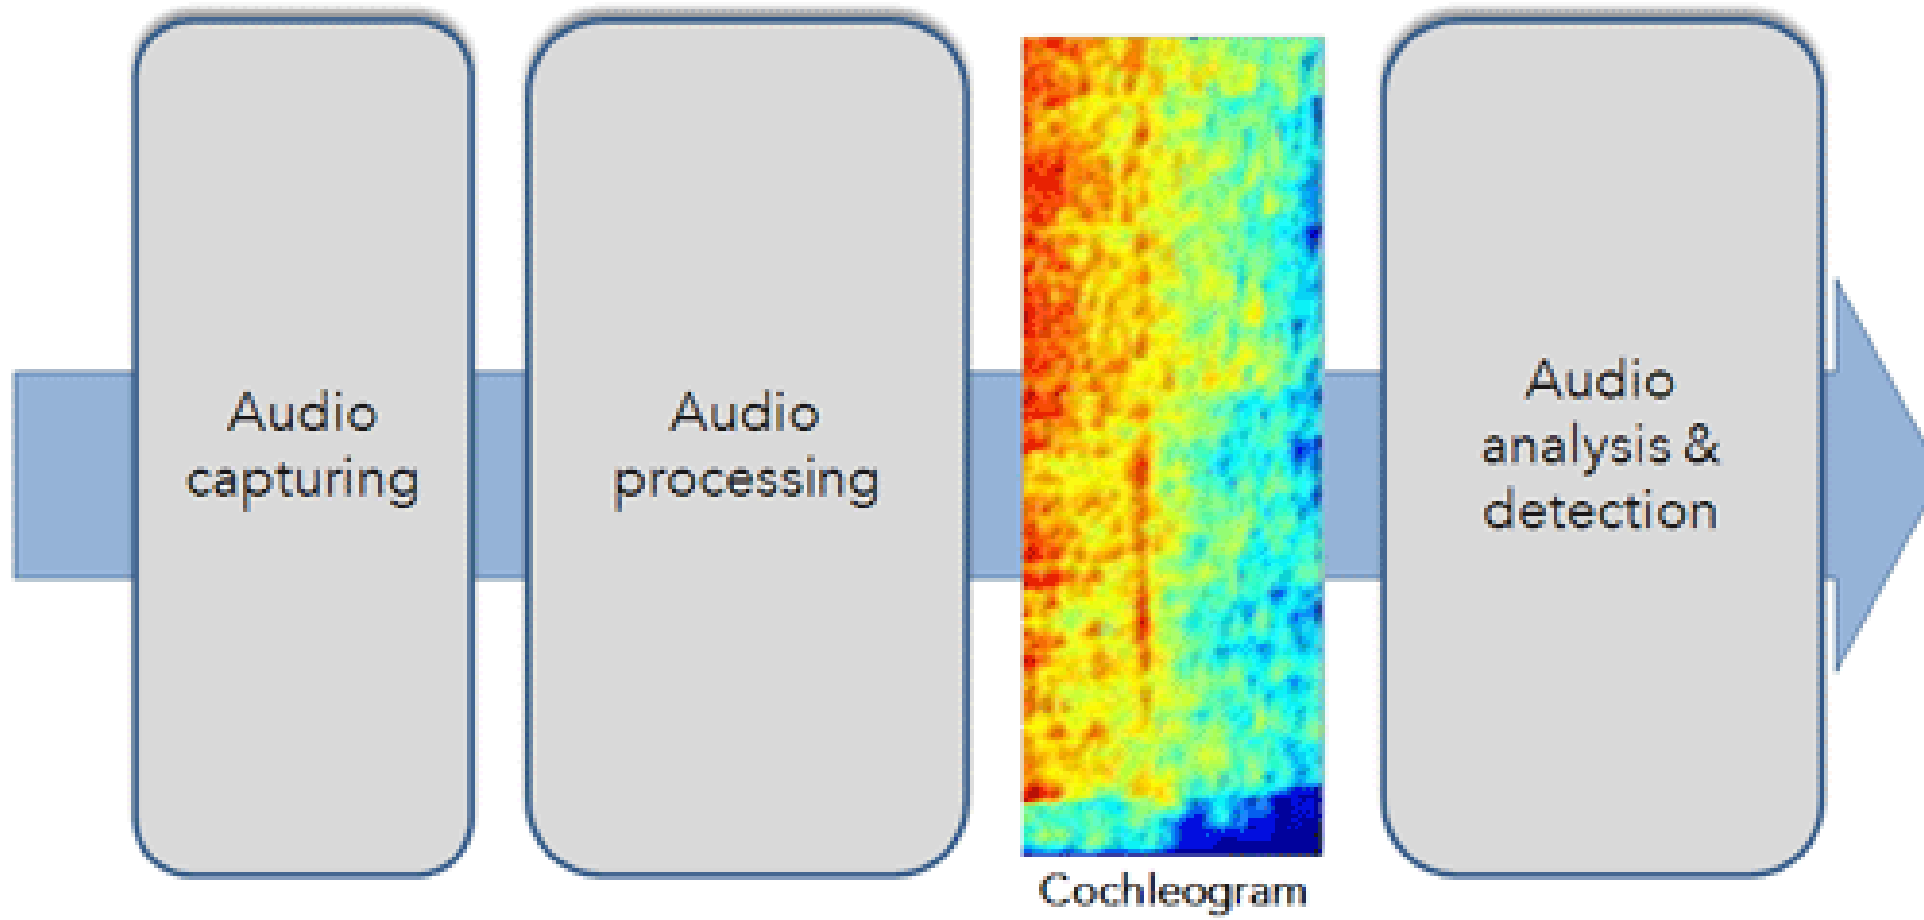 Audio
capturing
Audio
processing
Cochleogram
Audio
analysis &
detection